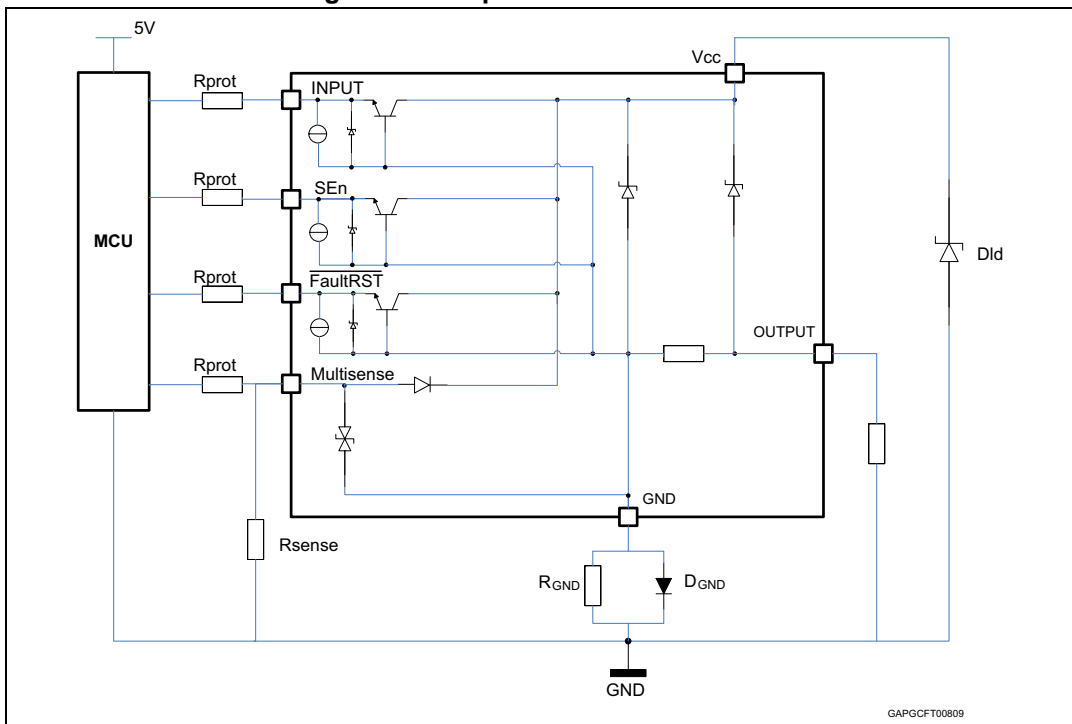 5V
Vcc
Rprot
INPUT
Rprot
SEn
MCU
Dld
Rprot
FaultRST
OUTPUT
Rprot
Multisense
GND
Rsense
RGND
DGND
GND
GAPGCFT00809